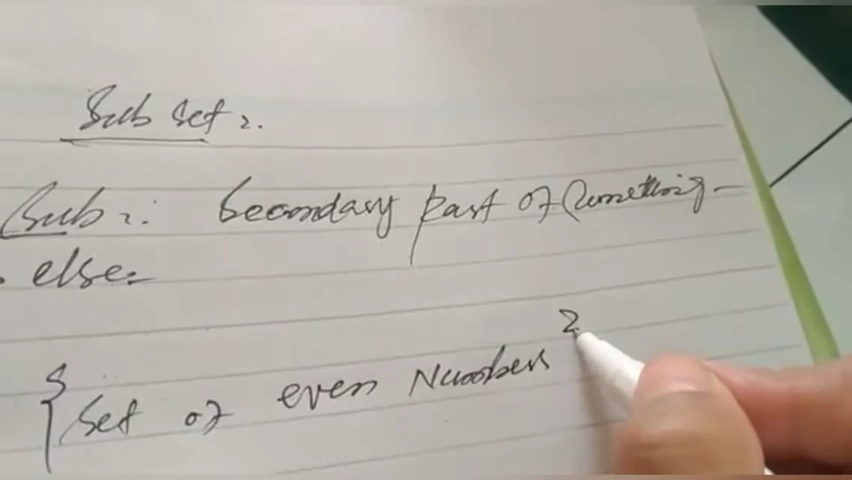 Sub set :.
Sub :: Secondary part of Something -
else =
{ Set of even Numbers }